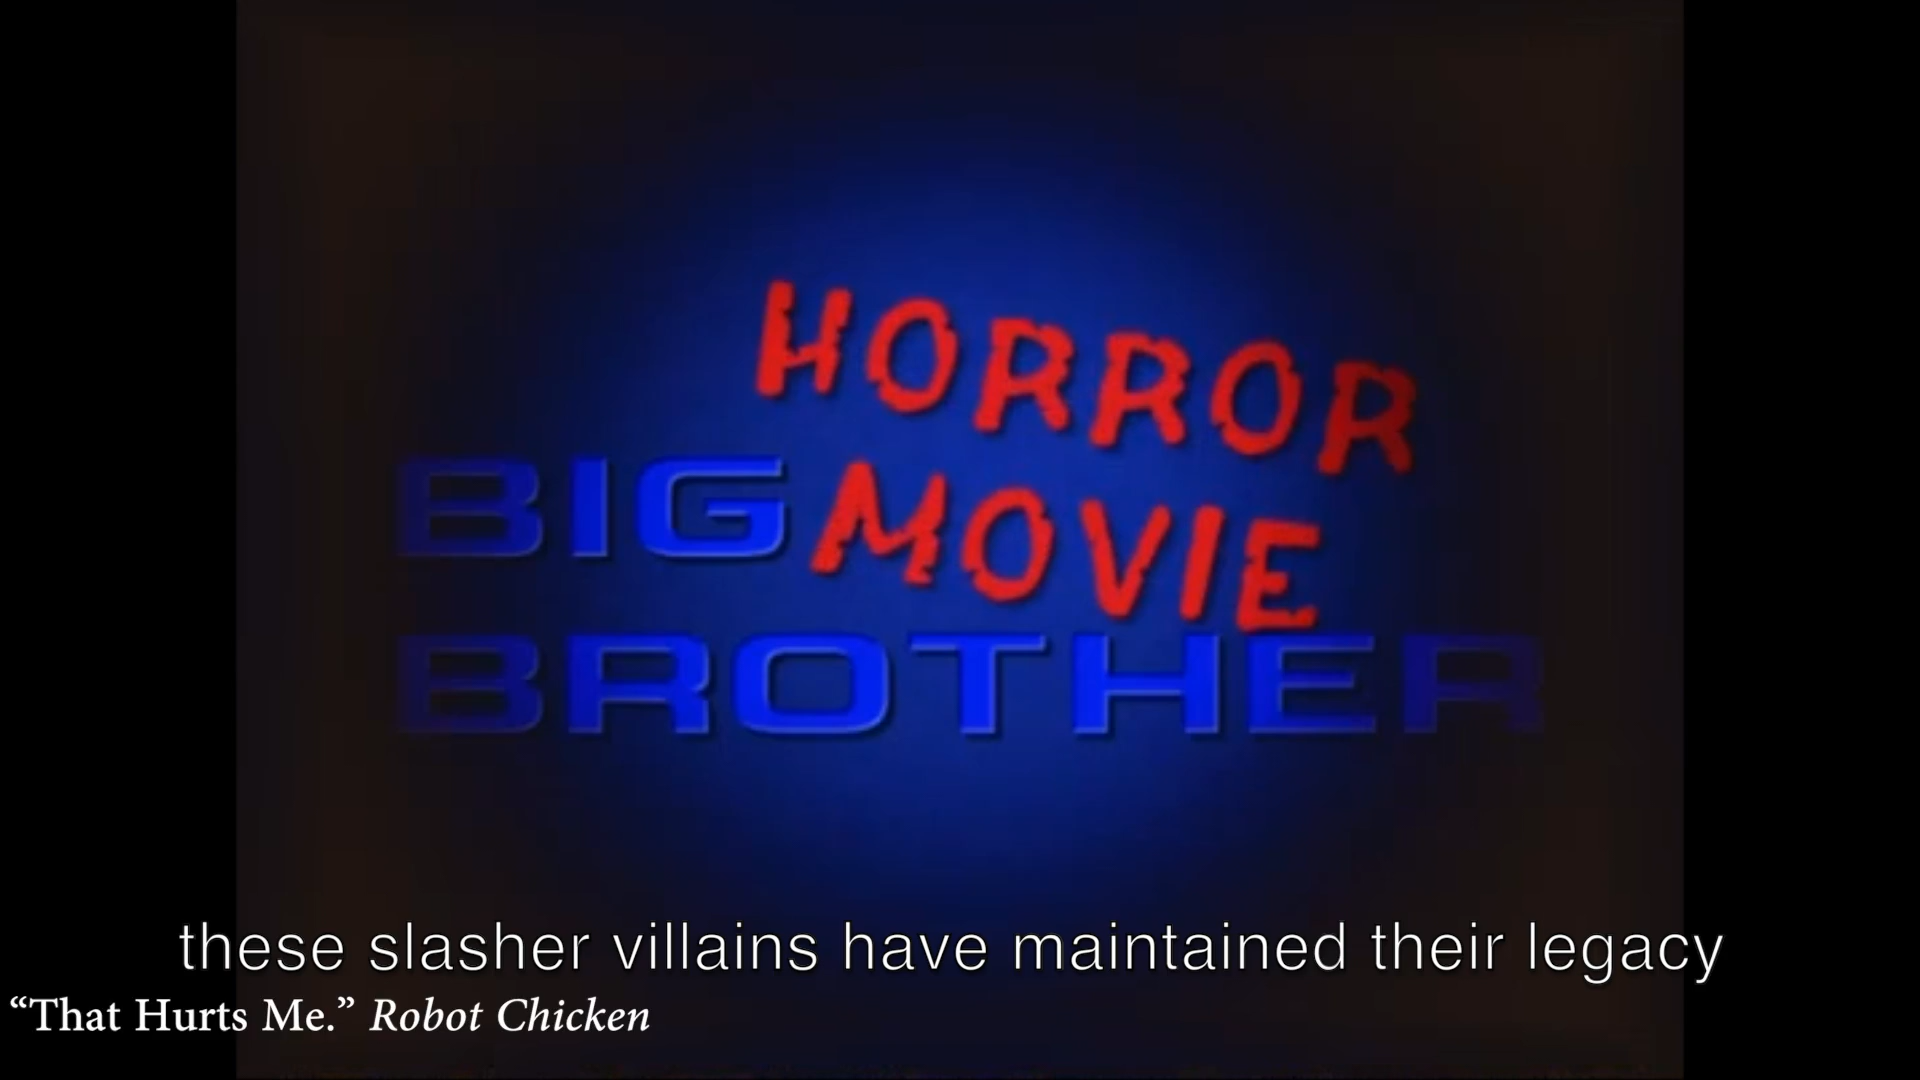 HORROR
BIG MOVIE
BROTHER
these slasher villains have maintained their legacy
“That Hurts Me.” Robot Chicken